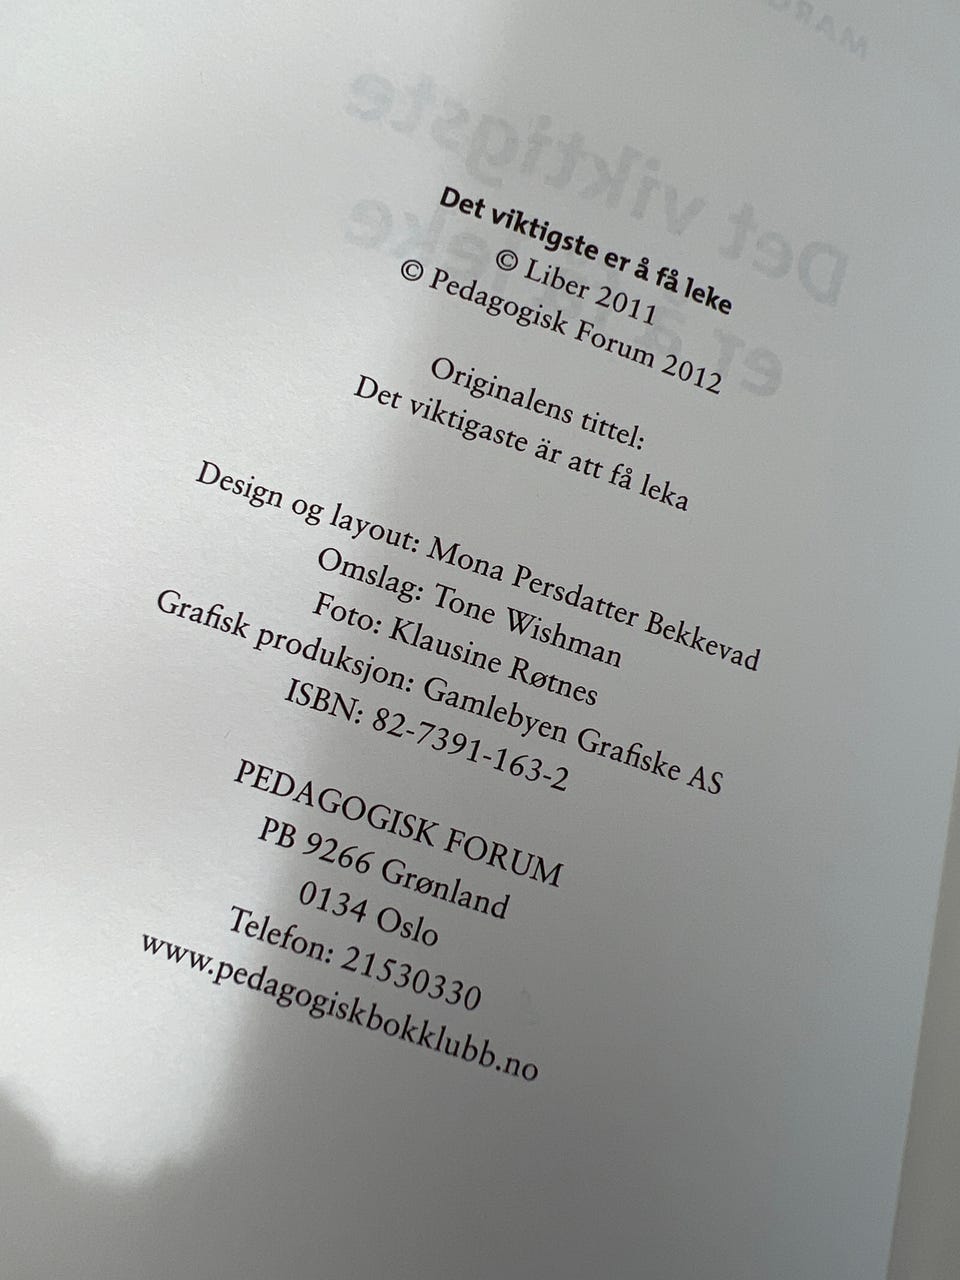 Det viktigste er å få leke
© Liber 2011
© Pedagogisk Forum 2012
Originalens tittel:
Det viktigaste är att få leka
Design og layout: Mona Persdatter Bekkevad
Omslag: Tone Wishman
Foto: Klausine Røtnes
Grafisk produksjon: Gamlebyen Grafiske AS
ISBN: 82-7391-163-2
PEDAGOGISK FORUM
PB 9266 Grønland
0134 Oslo
Telefon: 21530330
www.pedagogiskbokklubb.no